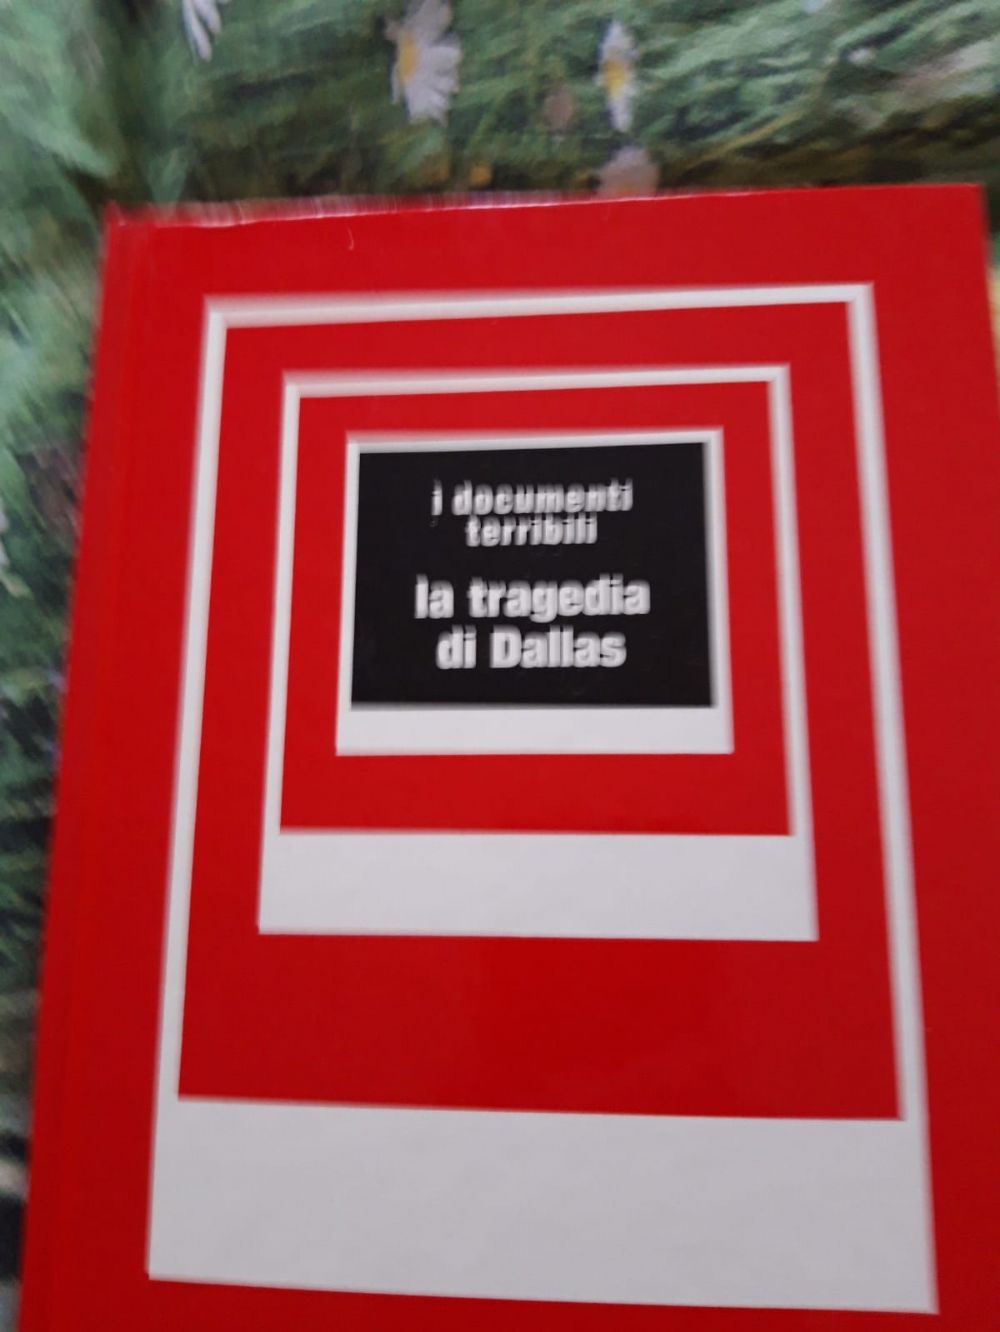 i documenti
terribili
la tragedia
di Dallas